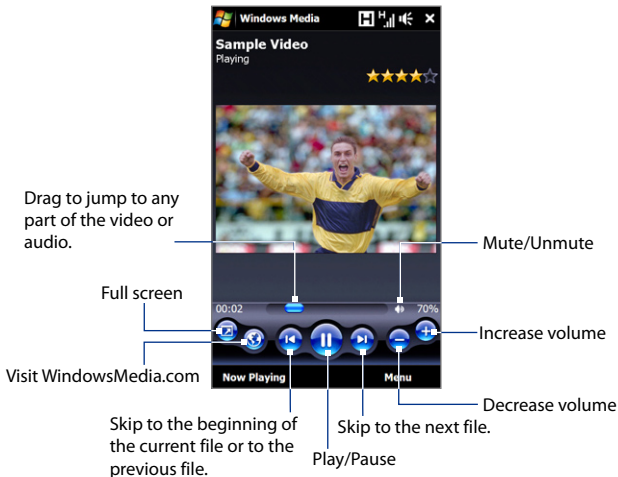 Windows Media
H
Sample Video
Playing
Drag to jump to any
part of the video or
audio.
Mute/Unmute
Full screen
00:02
70%
Increase volume
Visit WindowsMedia.com
Now Playing
Menu
Decrease volume
Skip to the beginning of
the current file or to the
previous file.
Skip to the next file.
Play/Pause